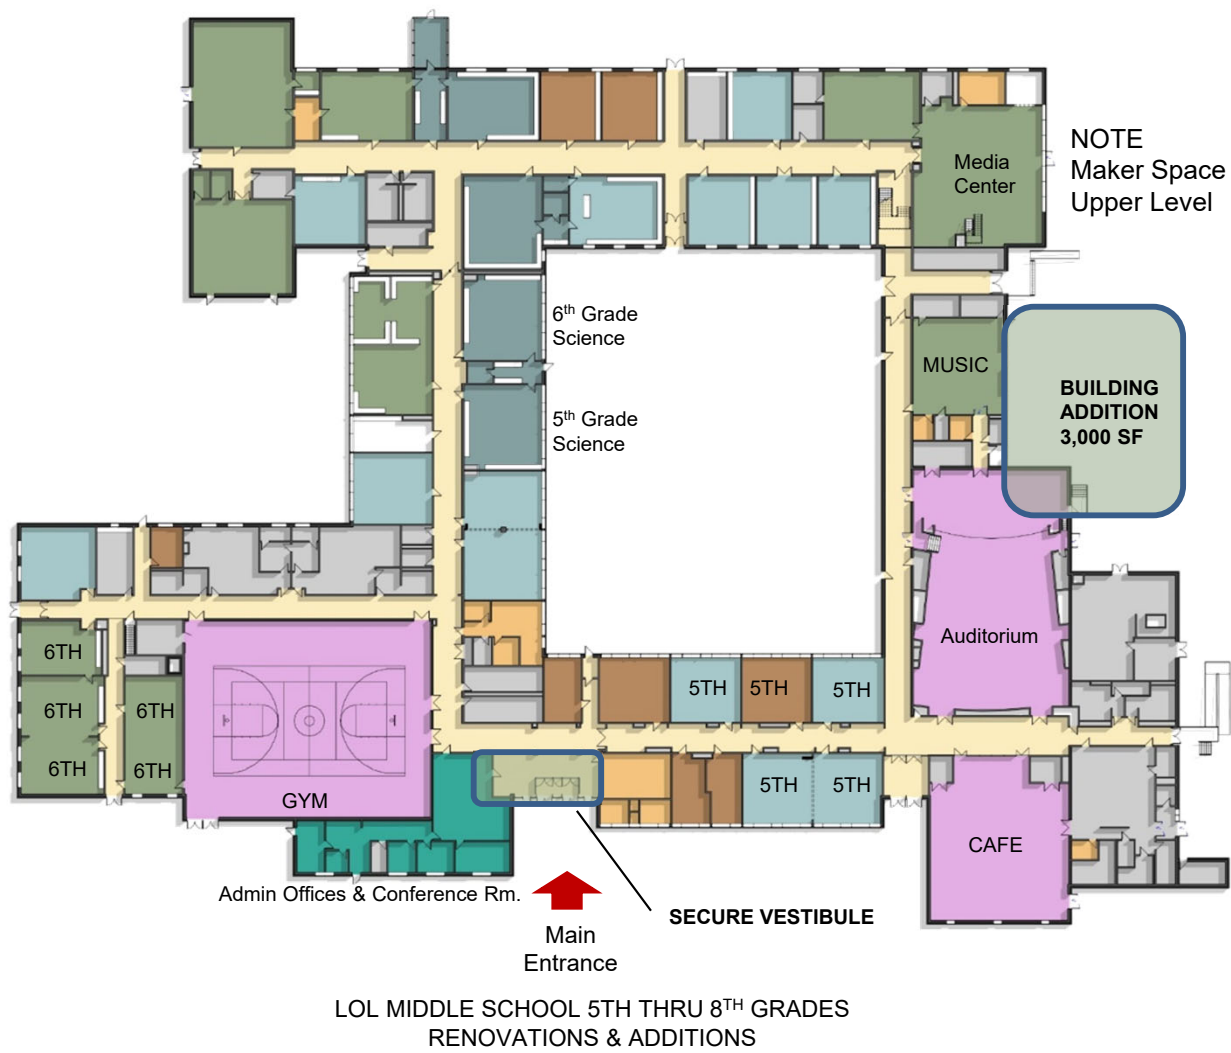 NOTE
Maker Space
Upper Level
Media
Center
6th Grade
Science
MUSIC
BUILDING
ADDITION
3,000 SF
5th Grade
Science
Auditorium
6TH
6TH
6TH
6TH
6TH
5TH
5TH
5TH
5TH
5TH
GYM
CAFE
Admin Offices & Conference Rm.
SECURE VESTIBULE
Main
Entrance
LOL MIDDLE SCHOOL 5TH THRU 8TH GRADES
RENOVATIONS & ADDITIONS